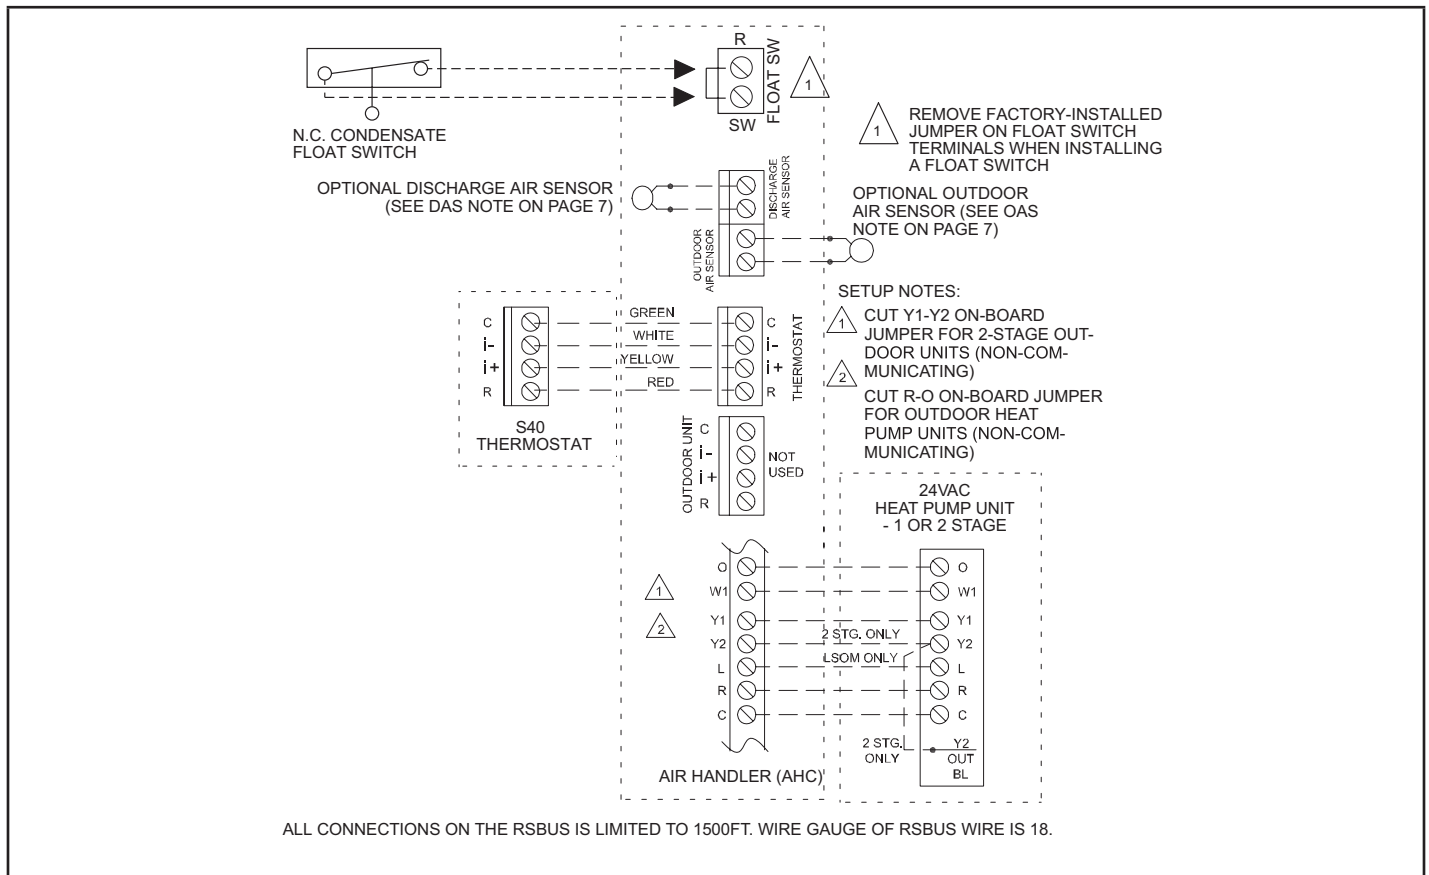 R
FLOAT SW
SW
1
N.C. CONDENSATE
FLOAT SWITCH
1
REMOVE FACTORY-INSTALLED
JUMPER ON FLOAT SWITCH
TERMINALS WHEN INSTALLING
A FLOAT SWITCH
OPTIONAL DISCHARGE AIR SENSOR
(SEE DAS NOTE ON PAGE 7)
DISCHARGE
AIR SENSOR
OPTIONAL OUTDOOR
AIR SENSOR (SEE OAS
NOTE ON PAGE 7)
OUTDOOR
AIR SENSOR
SETUP NOTES:
1
CUT Y1-Y2 ON-BOARD
JUMPER FOR 2-STAGE OUT-
DOOR UNITS (NON-COM-
MUNICATING)
2
CUT R-O ON-BOARD JUMPER
FOR OUTDOOR HEAT
PUMP UNITS (NON-COM-
MUNICATING)
C
i-
i+
R
S40
THERMOSTAT
GREEN
WHITE
YELLOW
RED
C
i-
i+
R
THERMOSTAT
OUTDOOR UNIT
C
i-
i+
R
NOT
USED
24VAC
HEAT PUMP UNIT
- 1 OR 2 STAGE
1
2
O
W1
Y1
Y2
L
R
C
2 STG. ONLY
LSOM ONLY
O
W1
Y1
Y2
L
R
C
2 STG.
ONLY
Y2
OUT
BL
AIR HANDLER (AHC)
ALL CONNECTIONS ON THE RSBUS IS LIMITED TO 1500FT. WIRE GAUGE OF RSBUS WIRE IS 18.